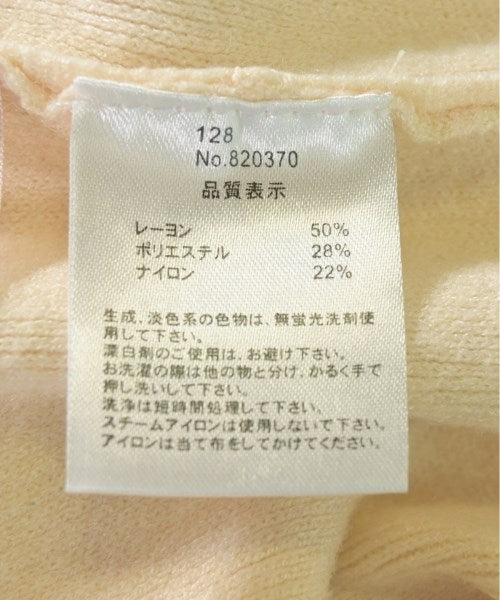 128
No.820370
品質表示
レーヨン 50%
ポリエステル 28%
ナイロン 22%
生成、淡色系の色物は、無蛍光洗剤使
用して下さい。
漂白剤のご使用は、お避け下さい。
お洗濯の際は他の物と分け、かるく手で
押し洗いして下さい。
洗浄は短時間処理して下さい。
スチームアイロンは使用しないで下さい。
アイロンは当て布をしてかけてください。